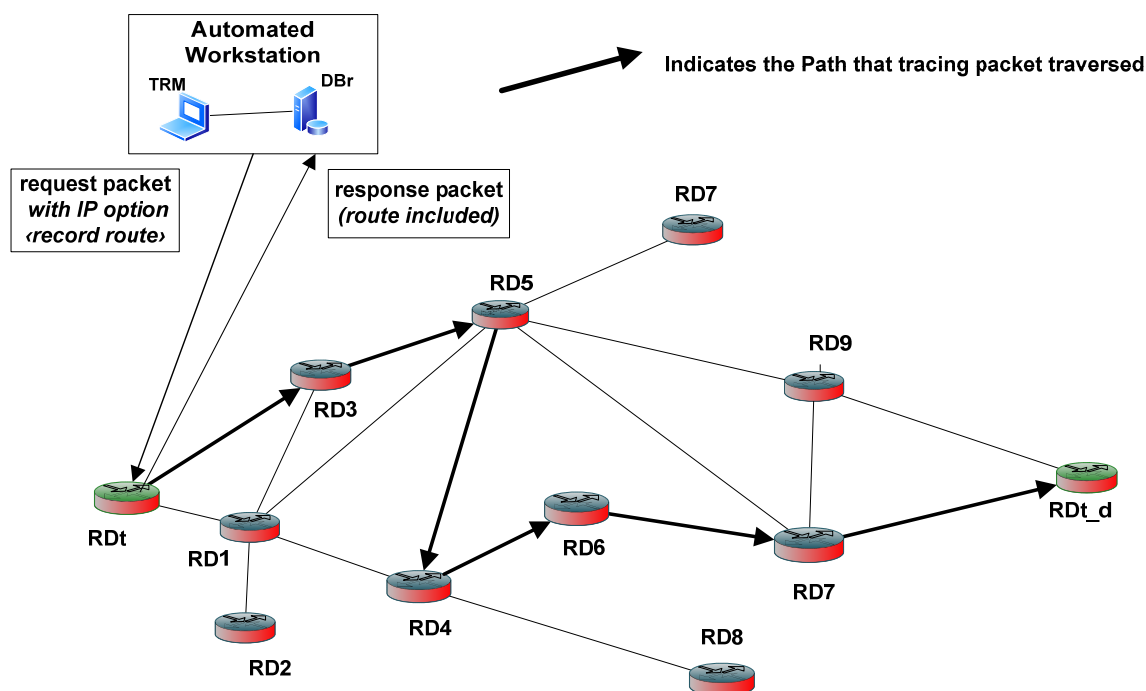 Automated
Workstation
TRM
DBr
Indicates the Path that tracing packet traversed
request packet
with IP option
‹record route›
response packet
(route included)
RD7
RD5
RD9
RD3
RDt
RD1
RD6
RDt_d
RD7
RD4
RD2
RD8